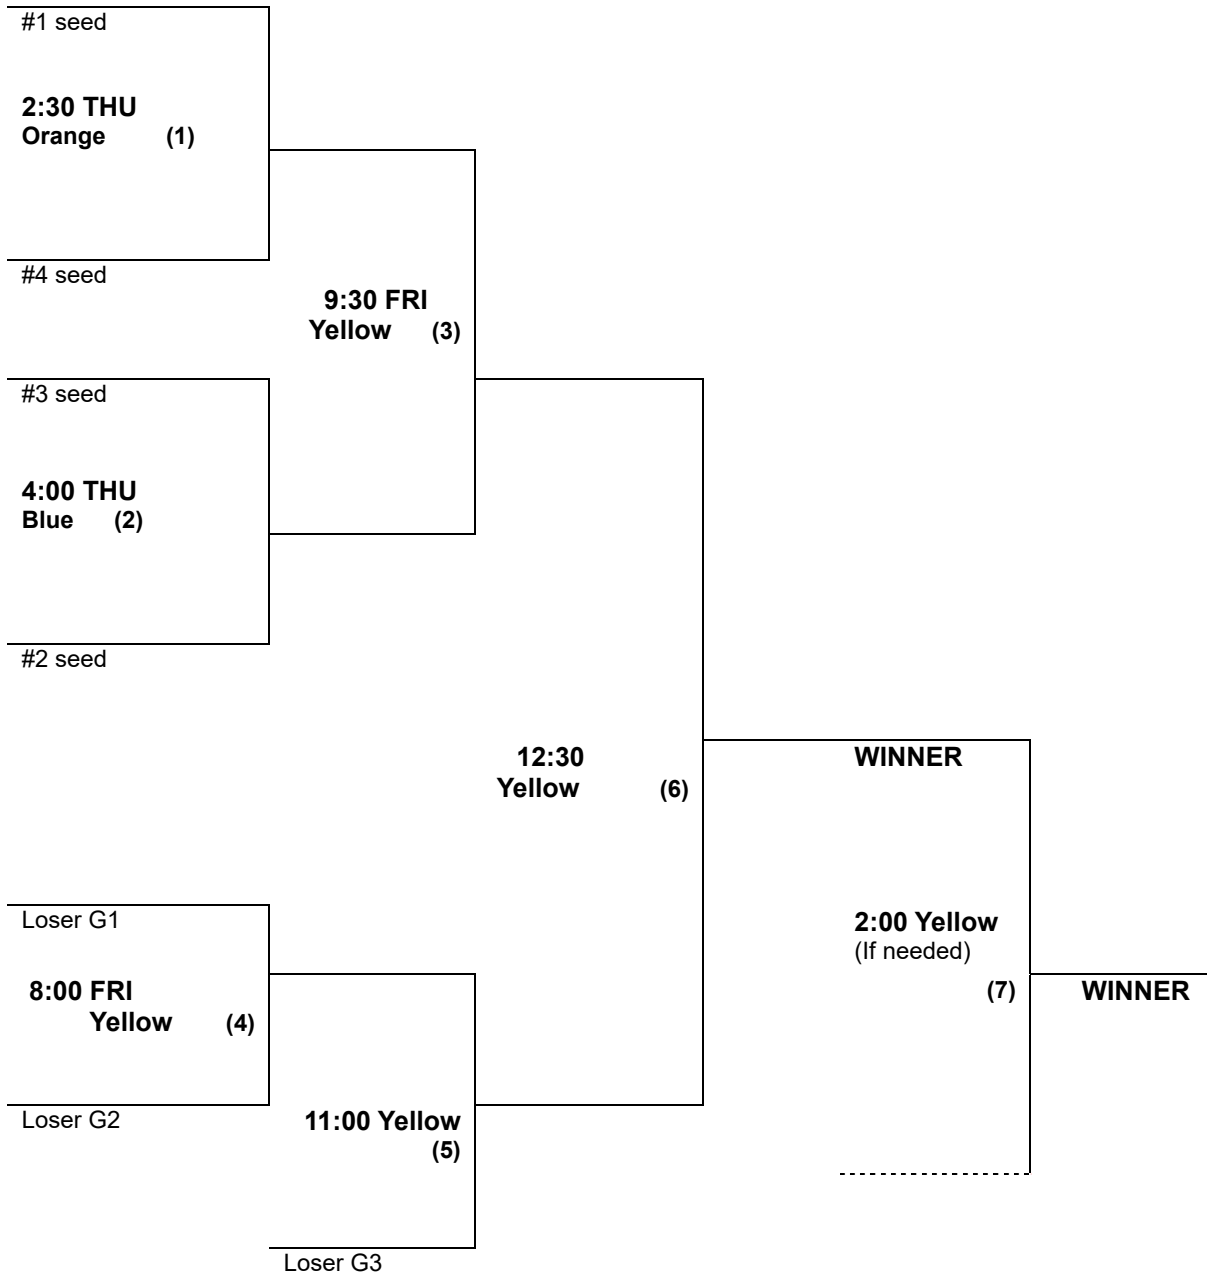 #1 seed
2:30 THU
Orange (1)
#4 seed
9:30 FRI
Yellow (3)
#3 seed
4:00 THU
Blue (2)
#2 seed
12:30
Yellow (6)
WINNER
Loser G1
8:00 FRI
Yellow (4)
Loser G2
11:00 Yellow
(5)
Loser G3
2:00 Yellow
(If needed)
(7)
WINNER